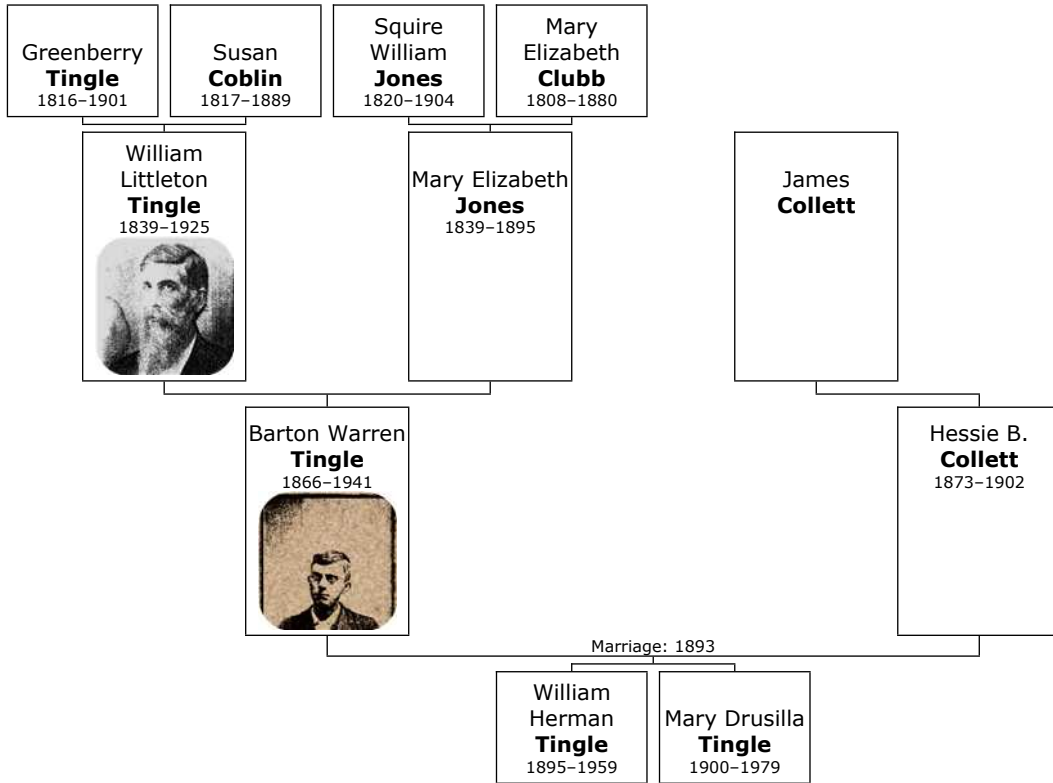 Greenberry
Tingle
1816–1901
Susan
Coblin
1817–1889
Squire
William
Jones
1820–1904
Mary
Elizabeth
Clubb
1808–1880
William
Littleton
Tingle
1839–1925
Mary Elizabeth
Jones
1839–1895
James
Collett
Barton Warren
Tingle
1866–1941
Hessie B.
Collett
1873–1902
Marriage: 1893
William
Herman
Tingle
1895–1959
Mary Drusilla
Tingle
1900–1979